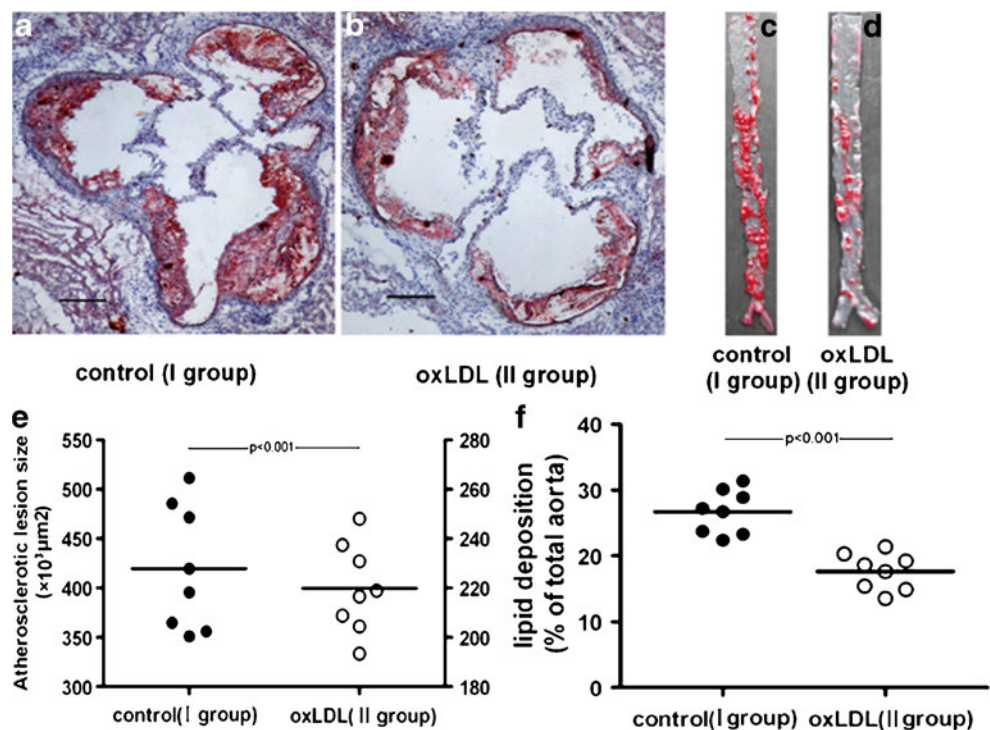 a
b
c
d
control (I group)
oxLDL (II group)
control
(I group)
oxLDL
(II group)
e
Atherosclerotic lesion size
(×10³μm2)
550
500
450
400
350
300
p<0.001
280
260
240
220
200
180
control(I group)
oxLDL(II group)
f
lipid deposition
(% of total aorta)
40
30
20
10
0
p<0.001
control(I group)
oxLDL(II group)